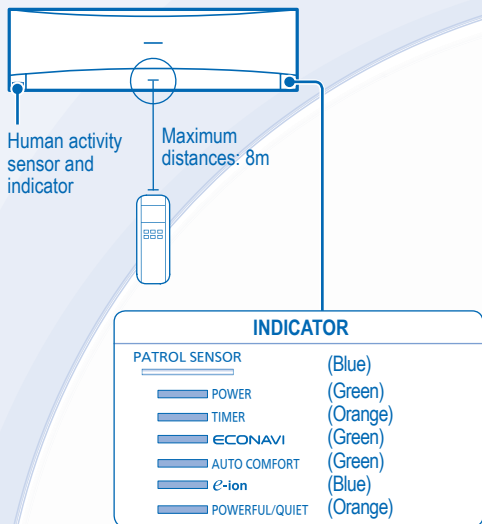 Human activity
sensor and
indicator
Maximum
distances: 8m
INDICATOR
PATROL SENSOR (Blue)
POWER (Green)
TIMER (Orange)
ECONAVI (Green)
AUTO COMFORT (Green)
e-ion (Blue)
POWERFUL/QUIET (Orange)